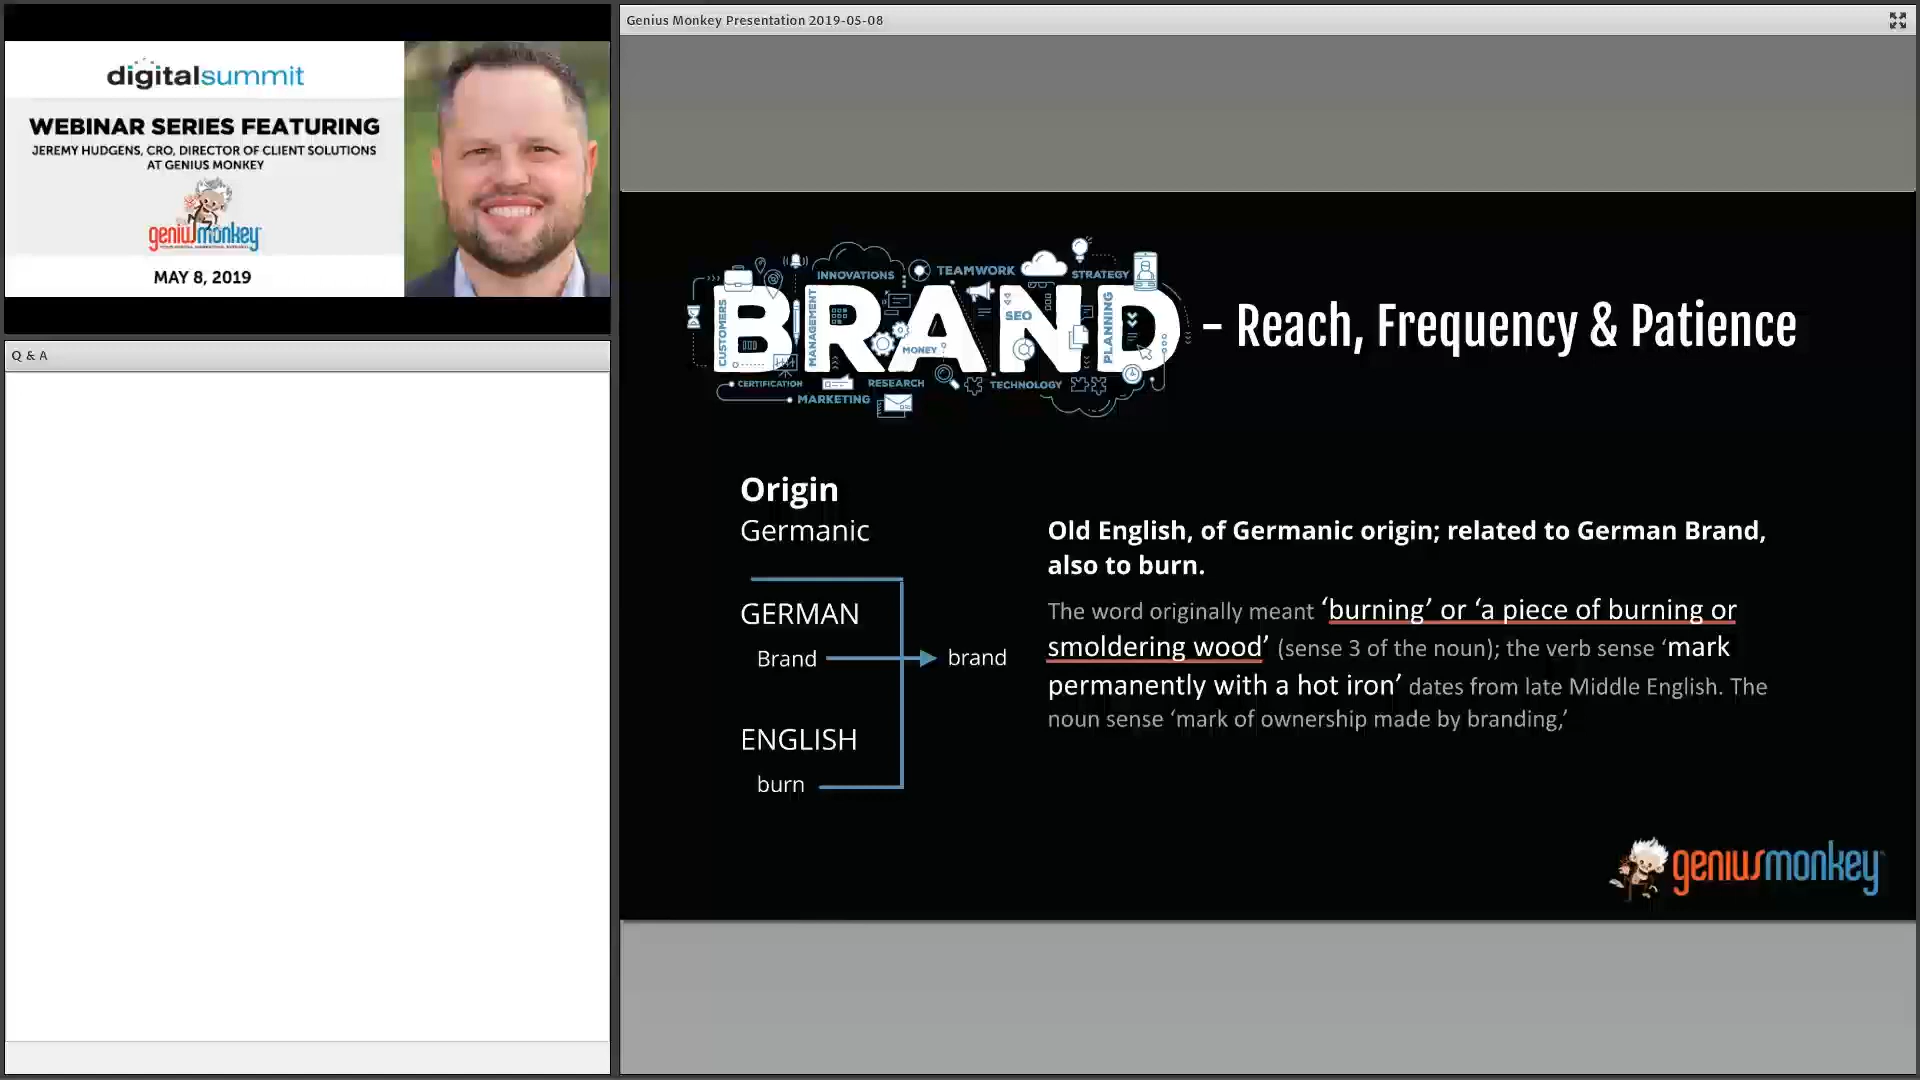 digitalsummit
WEBINAR SERIES FEATURING
JEREMY HUDGENS, CRO, DIRECTOR OF CLIENT SOLUTIONS
AT GENIUS MONKEY
geniusmonkey
MAY 8, 2019
Q & A
Genius Monkey Presentation 2019-05-08
INNOVATIONS
TEAMWORK
STRATEGY
CUSTOMERS
MANAGEMENT
BRAND
SEO
MONEY
PLANNING
CERTIFICATION
RESEARCH
TECHNOLOGY
MARKETING
– Reach, Frequency & Patience
Origin
Germanic
GERMAN
Brand
brand
ENGLISH
burn
Old English, of Germanic origin; related to German Brand,
also to burn.
The word originally meant ‘burning’ or ‘a piece of burning or
smoldering wood’ (sense 3 of the noun); the verb sense ‘mark
permanently with a hot iron’ dates from late Middle English. The
noun sense ‘mark of ownership made by branding,’
geniusmonkey